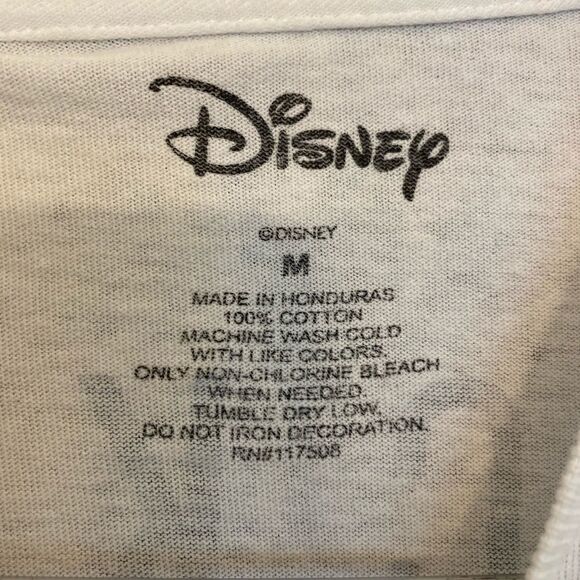 Disney
©DISNEY
M
MADE IN HONDURAS
100% COTTON
MACHINE WASH COLD
WITH LIKE COLORS.
ONLY NON-CHLORINE BLEACH
WHEN NEEDED.
TUMBLE DRY LOW.
DO NOT IRON DECORATION.
RN#117508